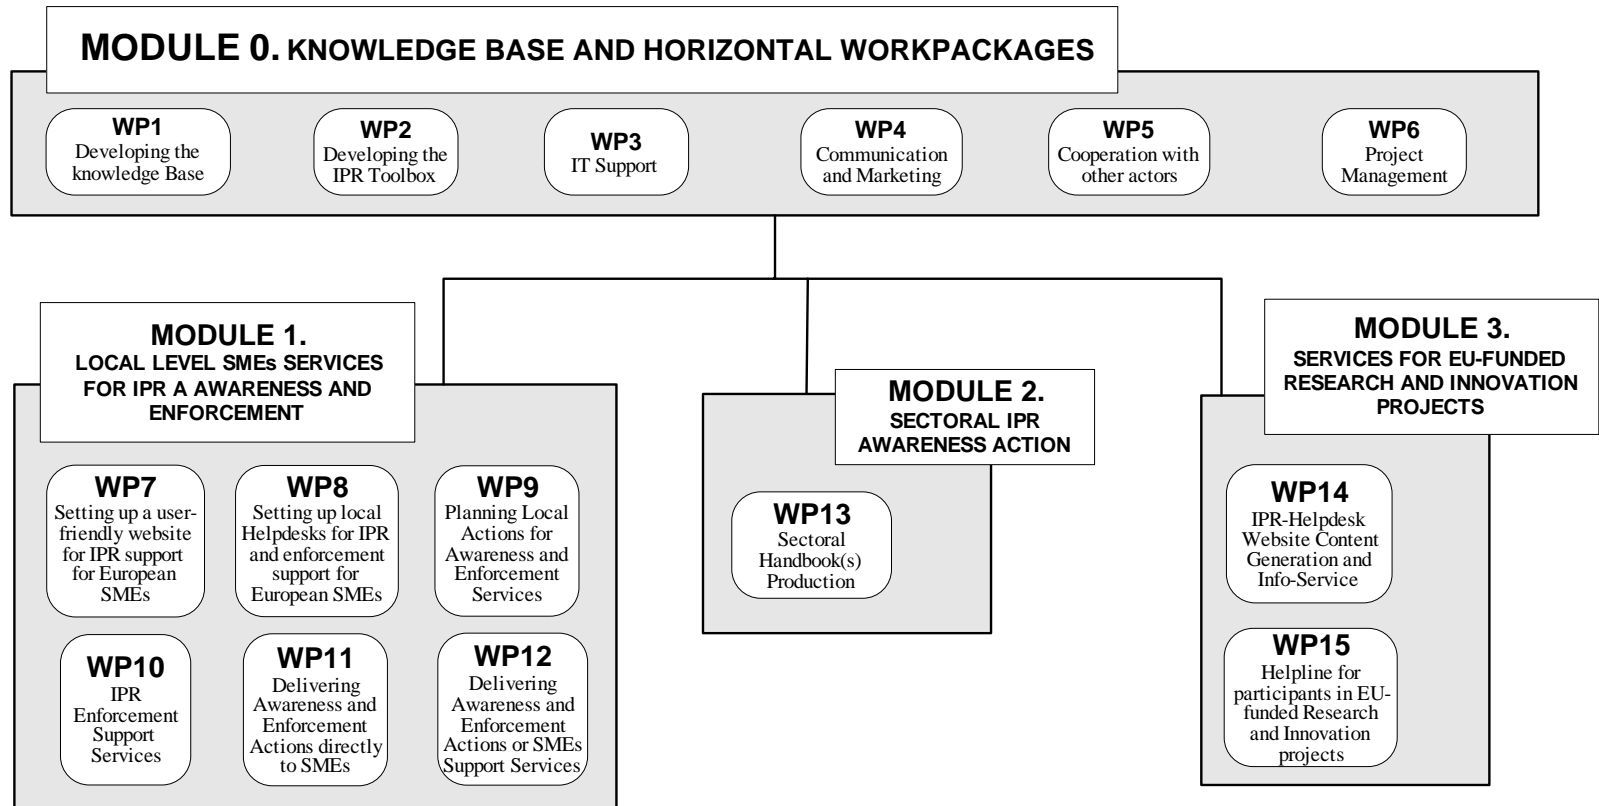 MODULE 0. KNOWLEDGE BASE AND HORIZONTAL WORKPACKAGES
WP1
Developing the
knowledge Base
WP2
Developing the
IPR Toolbox
WP3
IT Support
WP4
Communication
and Marketing
WP5
Cooperation with
other actors
WP6
Project
Management
MODULE 1.
LOCAL LEVEL SMEs SERVICES
FOR IPR A AWARENESS AND
ENFORCEMENT
WP7
Setting up a user-
friendly website
for IPR support
for European
SMEs
WP8
Setting up local
Helpdesks for IPR
and enforcement
support for
European SMEs
WP9
Planning Local
Actions for
Awareness and
Enforcement
Services
WP10
IPR
Enforcement
Support
Services
WP11
Delivering
Awareness and
Enforcement
Actions directly
to SMEs
WP12
Delivering
Awareness and
Enforcement
Actions or SMEs
Support Services
MODULE 2.
SECTORAL IPR
AWARENESS ACTION
WP13
Sectoral
Handbook(s)
Production
MODULE 3.
SERVICES FOR EU-FUNDED
RESEARCH AND INNOVATION
PROJECTS
WP14
IPR-Helpdesk
Website Content
Generation and
Info-Service
WP15
Helpline for
participants in EU-
funded Research
and Innovation
projects